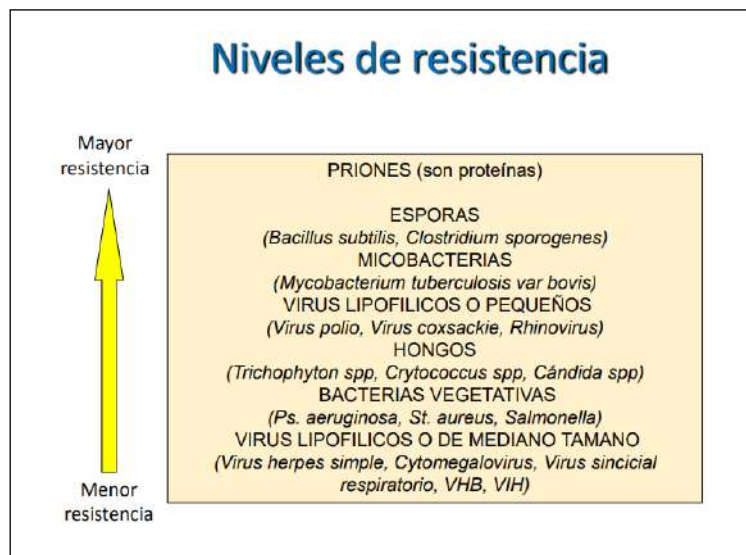 Niveles de resistencia
Mayor
resistencia
PRIONES (son proteínas)
ESPORAS
(Bacillus subtilis, Clostridium sporogenes)
MICOBACTERIAS
(Mycobacterium tuberculosis var bovis)
VIRUS LIPOFILICOS O PEQUEÑOS
(Virus polio, Virus coxsackie, Rhinovirus)
HONGOS
(Trichophyton spp, Crytococcus spp, Cándida spp)
BACTERIAS VEGETATIVAS
(Ps. aeruginosa, St. aureus, Salmonella)
VIRUS LIPOFILICOS O DE MEDIANO TAMANO
(Virus herpes simple, Cytomegalovirus, Virus sincicial
respiratorio, VHB, VIH)
Menor
resistencia